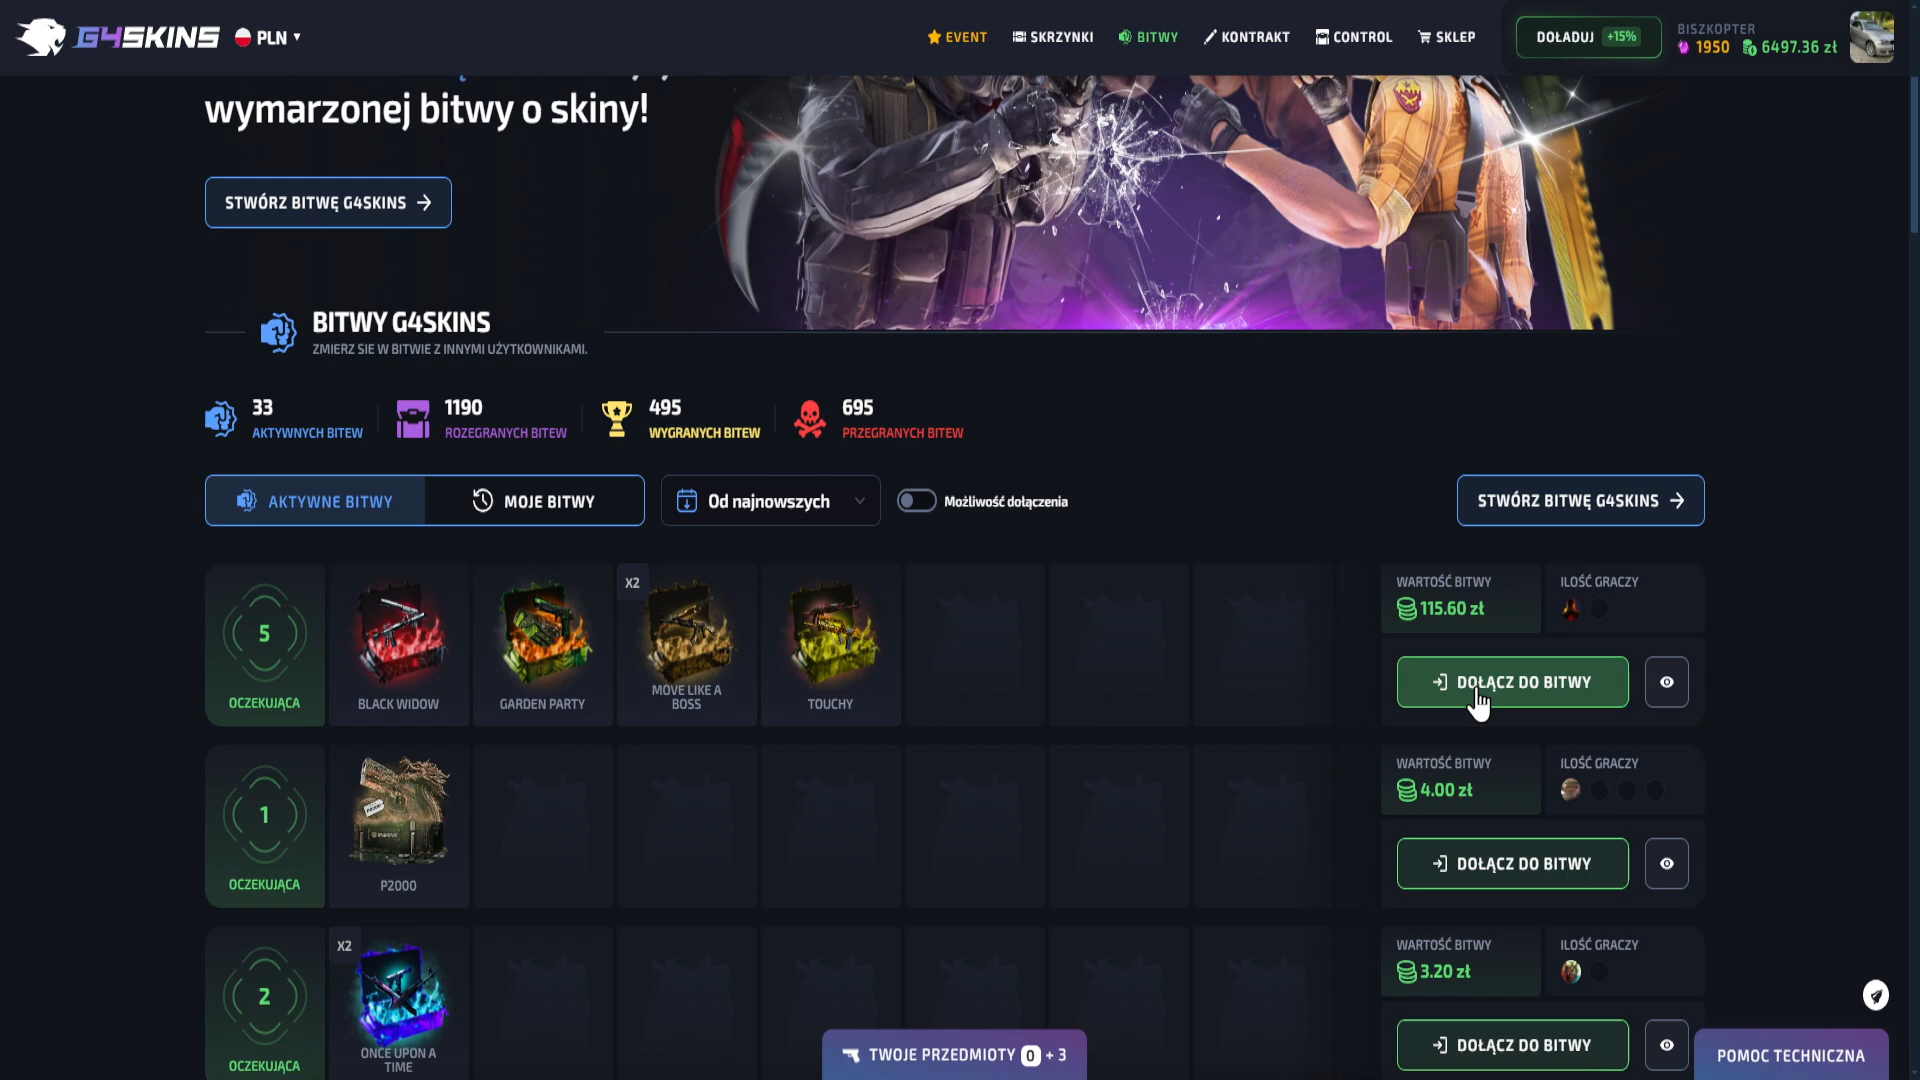 G4SKINS
PLN
EVENT
SKRZYNKI
BITWY
KONTRAKT
CONTROL
SKLEP
DOŁADUJ +15%
BISZKOPTER
1950 6497.36 zł
wymarzonej bitwy o skiny!
STWÓRZ BITWĘ G4SKINS
BITWY G4SKINS
ZMIERZ SIE W BITWIE Z INNYMI UŻYTKOWNIKAMI.
33
AKTYWNYCH BITEW
1190
ROZEGRANYCH BITEW
495
WYGRANYCH BITEW
695
PRZEGRANYCH BITEW
AKTYWNE BITWY
MOJE BITWY
Od najnowszych
Możliwość dołączenia
STWÓRZ BITWĘ G4SKINS
5
OCZEKUJĄCA
BLACK WIDOW
GARDEN PARTY
X2
MOVE LIKE A
BOSS
TOUCHY
WARTOŚĆ BITWY
115.60 zł
ILOŚĆ GRACZY
DOŁĄCZ DO BITWY
1
OCZEKUJĄCA
P2000
WARTOŚĆ BITWY
4.00 zł
ILOŚĆ GRACZY
DOŁĄCZ DO BITWY
2
OCZEKUJĄCA
X2
ONCE UPON A
TIME
WARTOŚĆ BITWY
3.20 zł
ILOŚĆ GRACZY
DOŁĄCZ DO BITWY
TWOJE PRZEDMIOTY 0 + 3
POMOC TECHNICZNA